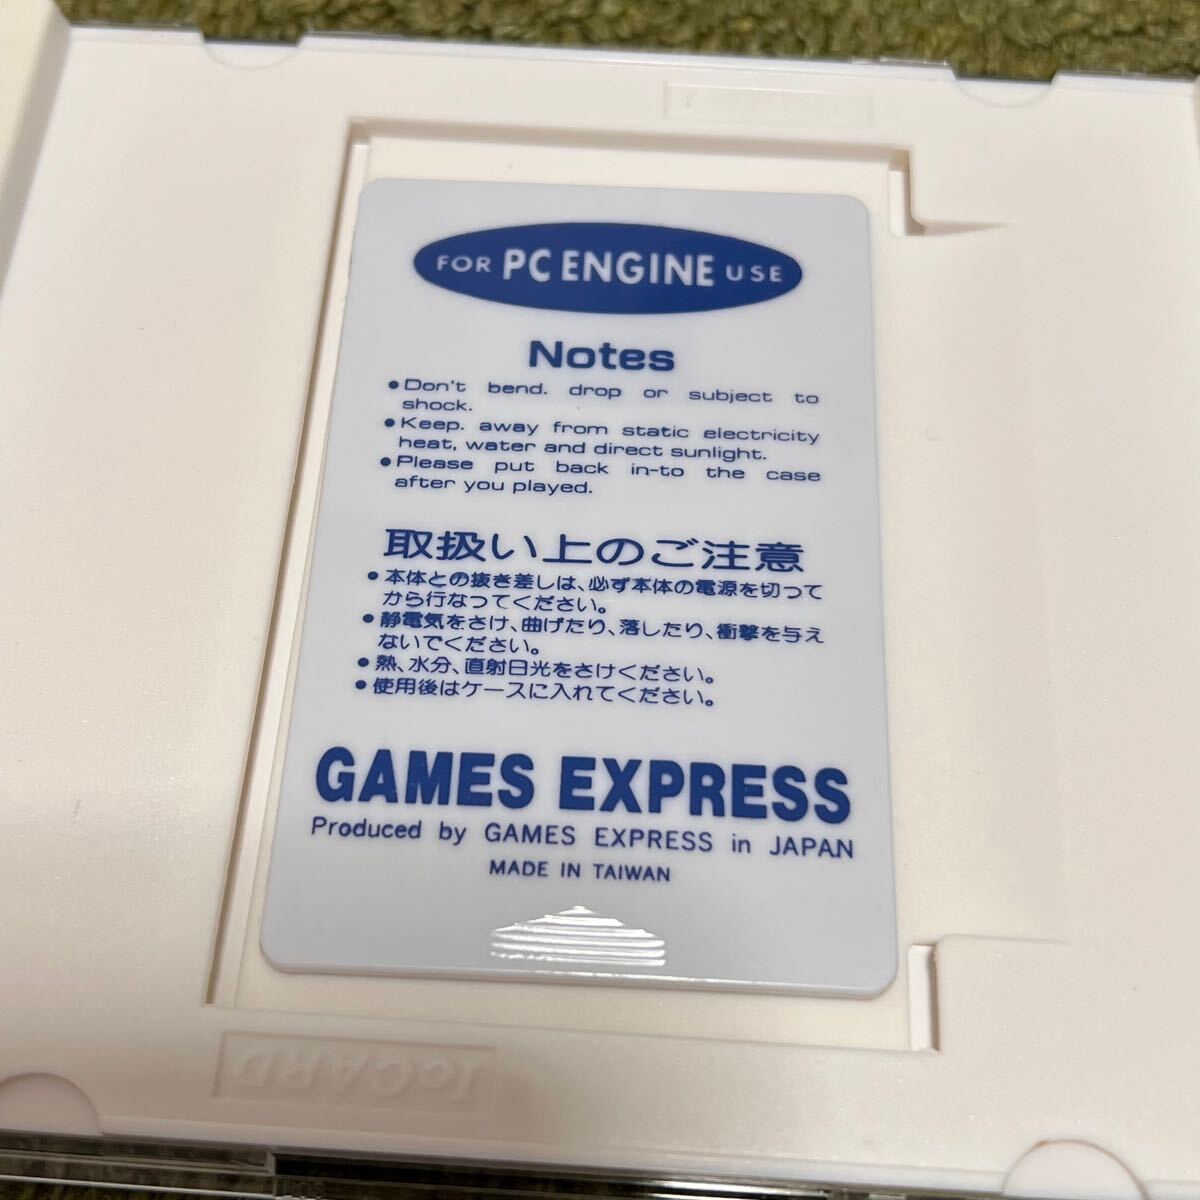 FOR PC ENGINE USE
Notes
●Don't bend. drop or subject to
shock.
●Keep. away from static electricity
heat, water and direct sunlight.
●Please put back in-to the case
after you played.
取扱い上のご注意
●本体との抜き差しは、必ず本体の電源を切って
から行なってください。
●静電気をさけ、曲げたり、落したり、衝撃を与え
ないでください。
●熱、水分、直射日光をさけください。
●使用後はケースに入れてください。
GAMES EXPRESS
Produced by GAMES EXPRESS in JAPAN
MADE IN TAIWAN
IcCARD